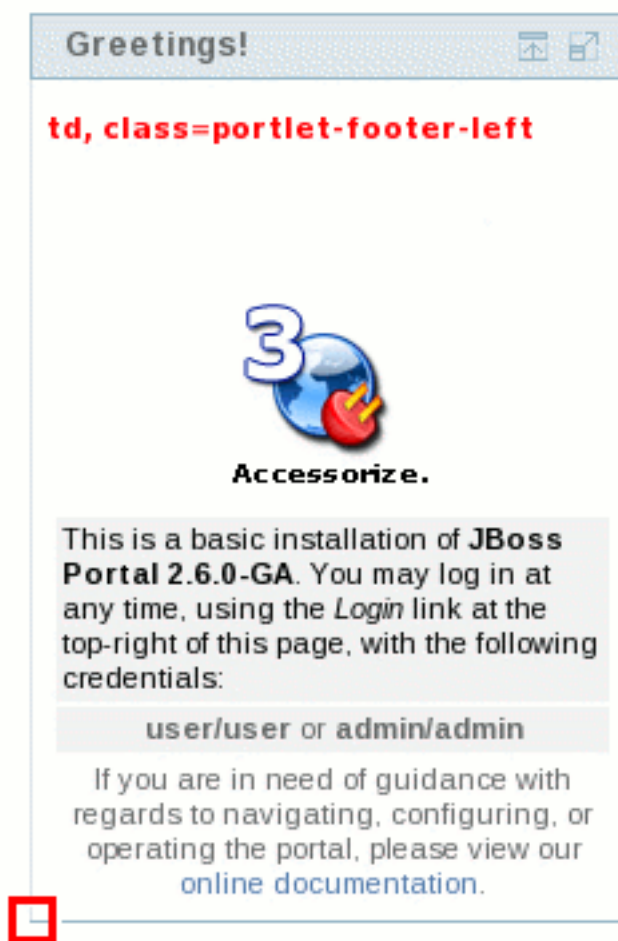 Greetings!
td, class=portlet-footer-left
3
Accessorize.
This is a basic installation of JBoss
Portal 2.6.0-GA. You may log in at
any time, using the Login link at the
top-right of this page, with the following
credentials:
user/user or admin/admin
If you are in need of guidance with
regards to navigating, configuring, or
operating the portal, please view our
online documentation.